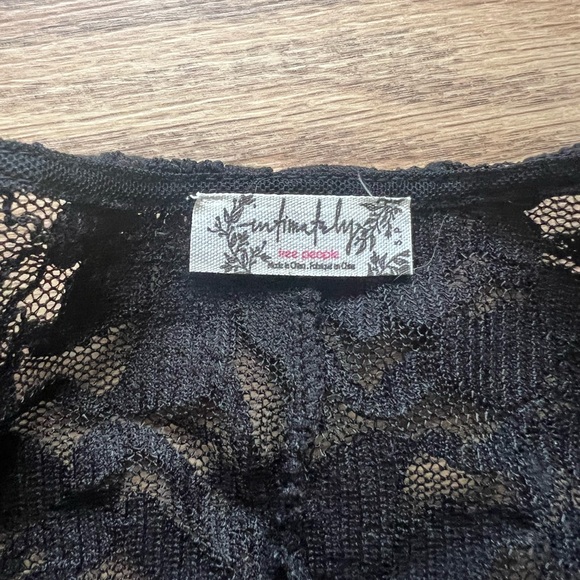 intimately
free people
Made in China . Fabriqué en Chine